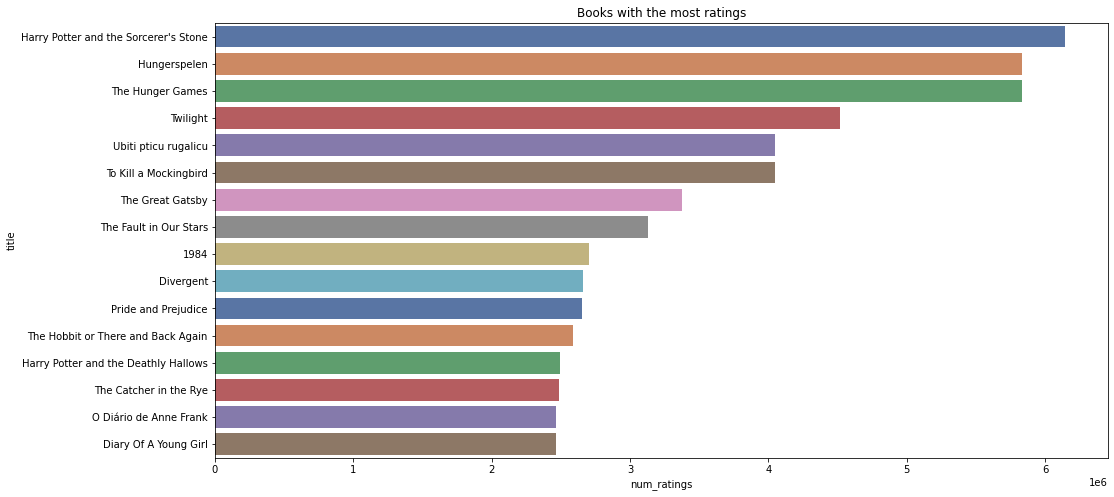 Books with the most ratings
title
Harry Potter and the Sorcerer's Stone
Hungerspelen
The Hunger Games
Twilight
Ubiti pticu rugalicu
To Kill a Mockingbird
The Great Gatsby
The Fault in Our Stars
1984
Divergent
Pride and Prejudice
The Hobbit or There and Back Again
Harry Potter and the Deathly Hallows
The Catcher in the Rye
O Diário de Anne Frank
Diary Of A Young Girl
0 1 2 3 4 5 6
1e6
num_ratings